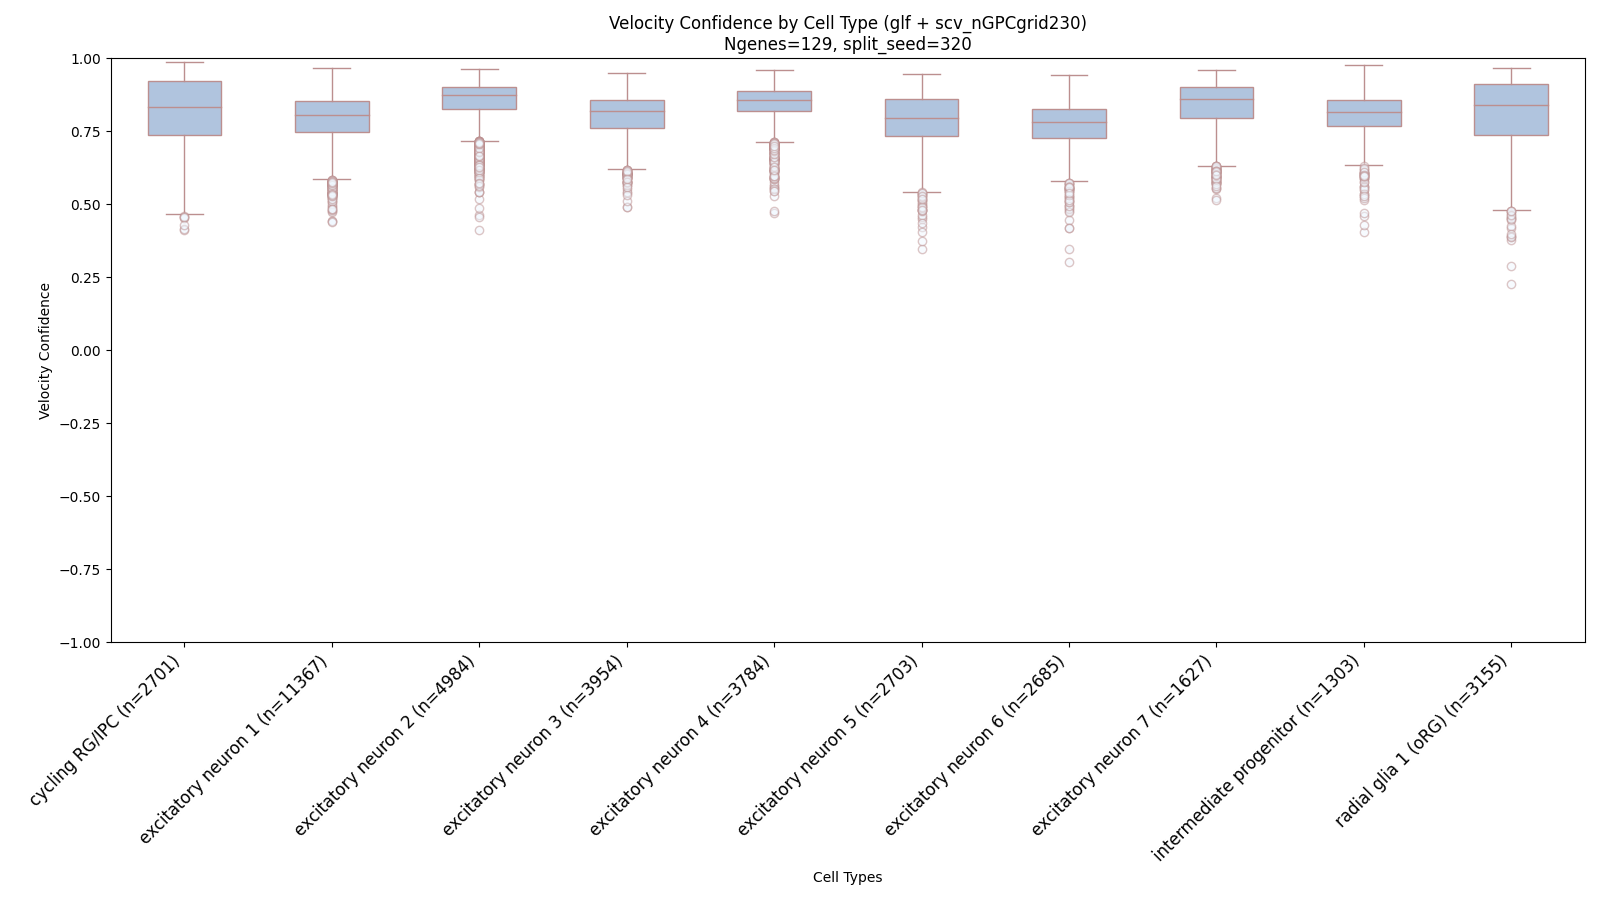 Velocity Confidence by Cell Type (glf + scv_nGPCgrid230)
Ngenes=129, split_seed=320
Velocity Confidence
1.00
0.75
0.50
0.25
0.00
−0.25
−0.50
−0.75
−1.00
cycling RG/IPC (n=2701)
excitatory neuron 1 (n=11367)
excitatory neuron 2 (n=4984)
excitatory neuron 3 (n=3954)
excitatory neuron 4 (n=3784)
excitatory neuron 5 (n=2703)
excitatory neuron 6 (n=2685)
excitatory neuron 7 (n=1627)
intermediate progenitor (n=1303)
radial glia 1 (oRG) (n=3155)
Cell Types